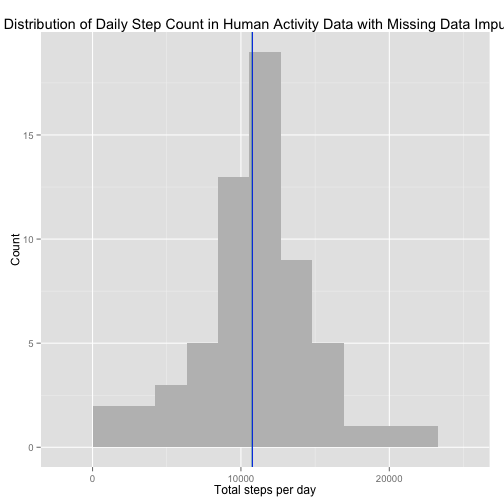 Distribution of Daily Step Count in Human Activity Data with Missing Data Impu
15
10
5
0
Count
0 10000 20000
Total steps per day